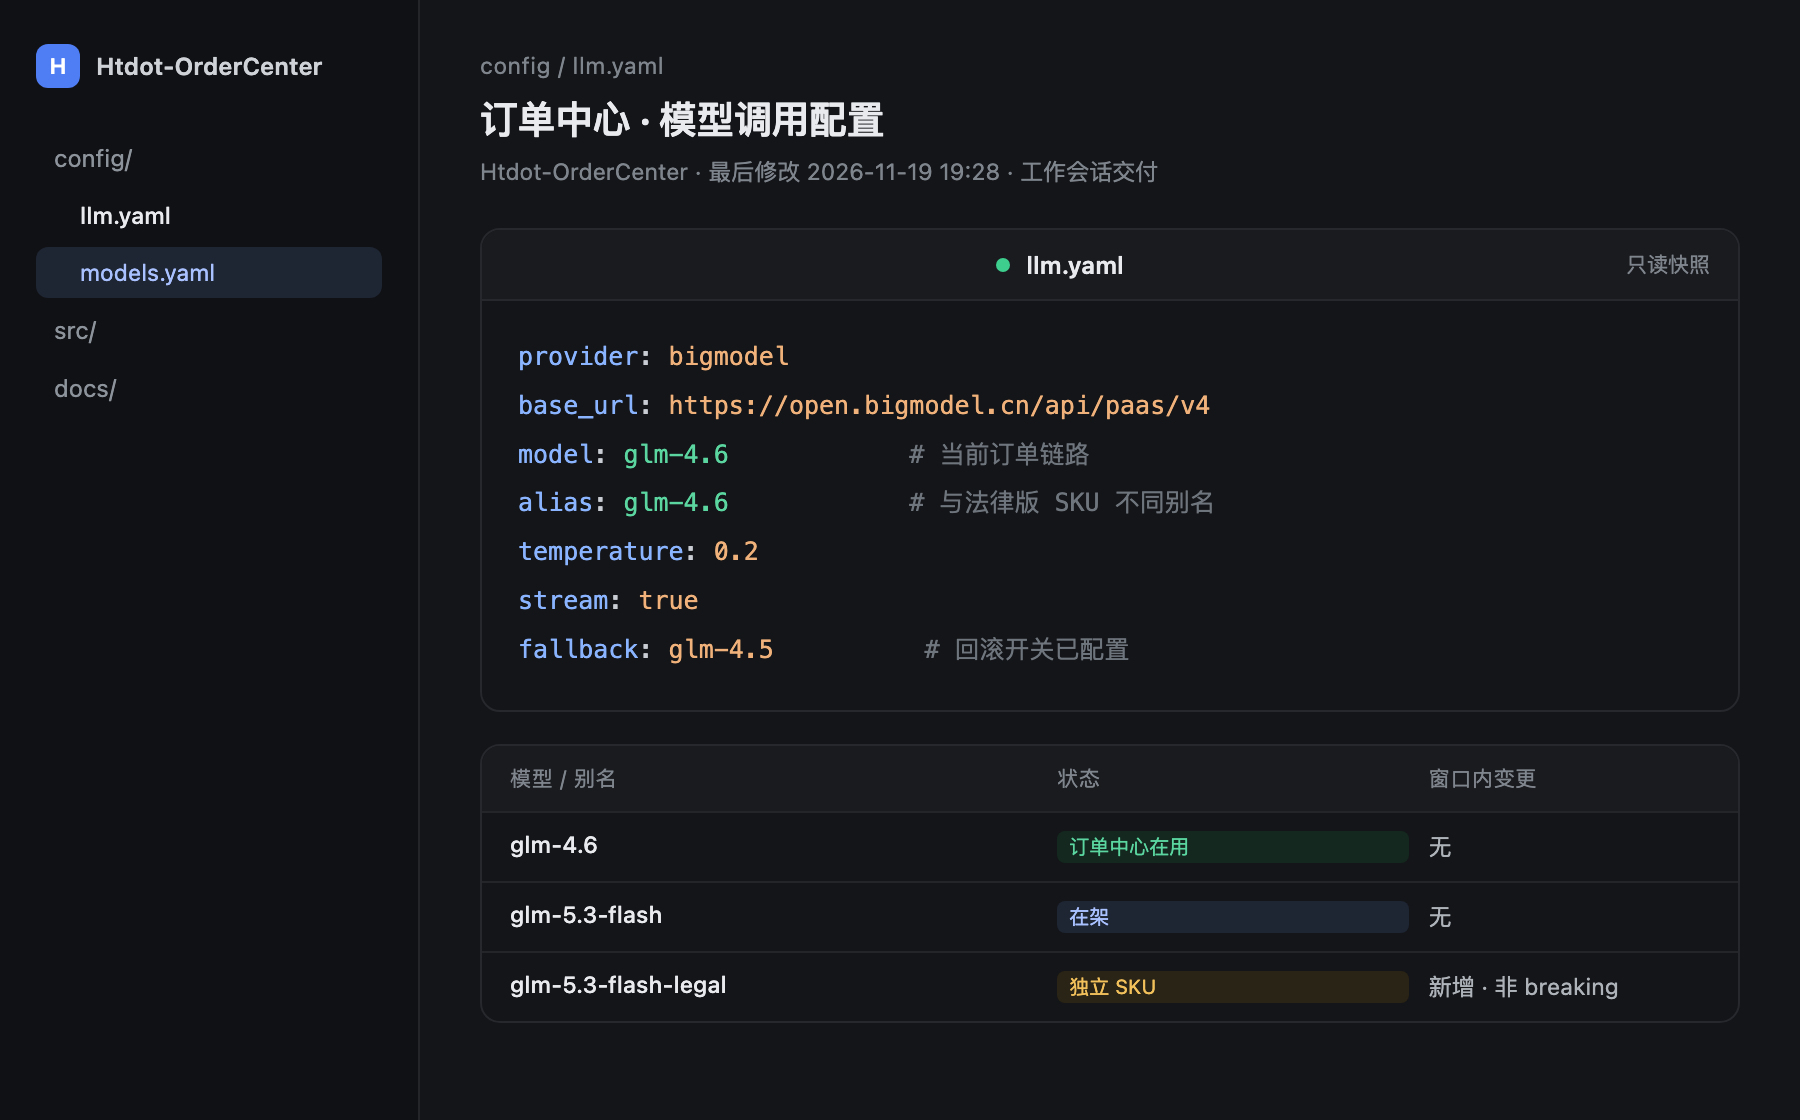 H Htdot-OrderCenter
config/
llm.yaml
models.yaml
src/
docs/
config / llm.yaml
订单中心 · 模型调用配置
Htdot-OrderCenter · 最后修改 2026-11-19 19:28 · 工作会话交付
llm.yaml 只读快照
provider: bigmodel
base_url: https://open.bigmodel.cn/api/paas/v4
model: glm-4.6 # 当前订单链路
alias: glm-4.6 # 与法律版 SKU 不同别名
temperature: 0.2
stream: true
fallback: glm-4.5 # 回滚开关已配置
模型 / 别名 状态 窗口内变更
glm-4.6 订单中心在用 无
glm-5.3-flash 在架 无
glm-5.3-flash-legal 独立 SKU 新增 · 非 breaking